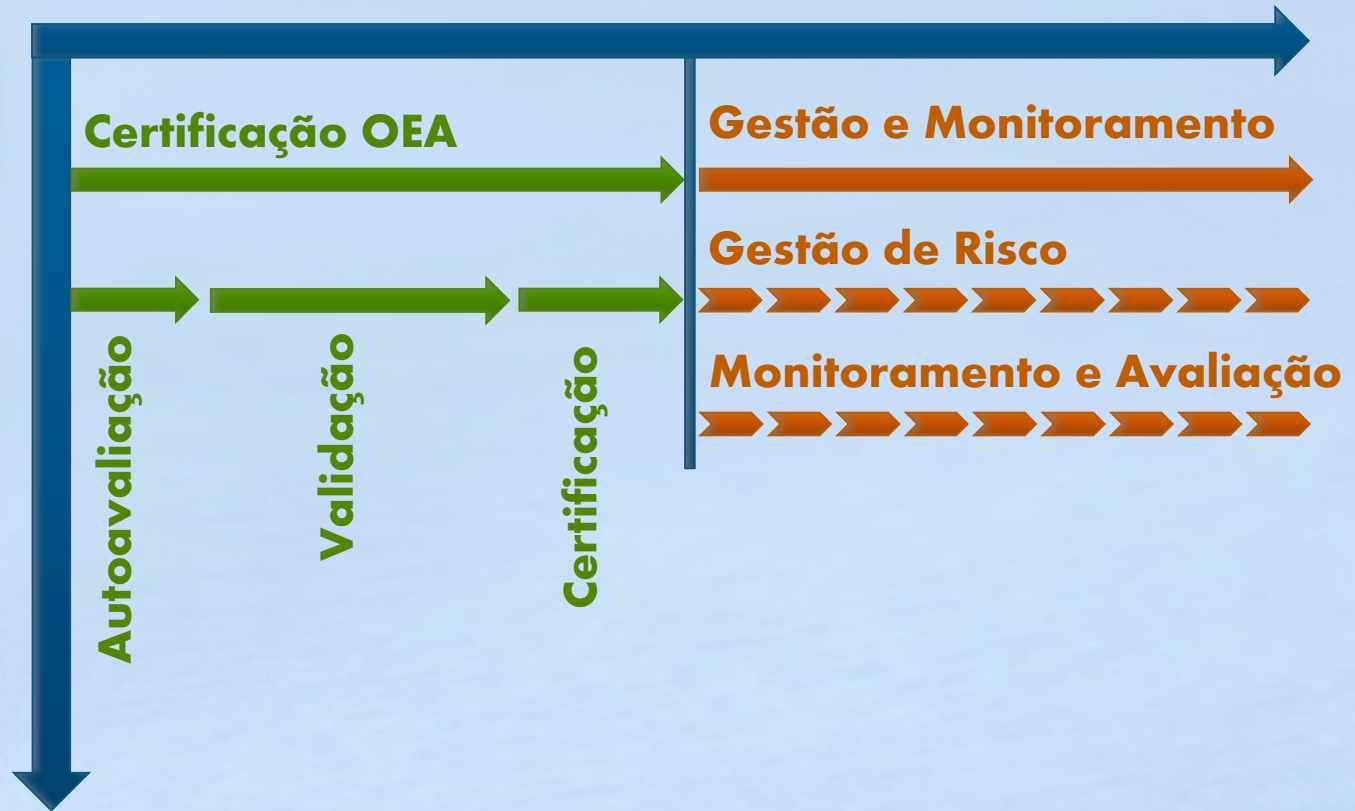 Certificação OEA
Gestão e Monitoramento
Gestão de Risco
Monitoramento e Avaliação
Autoavaliação
Validação
Certificação